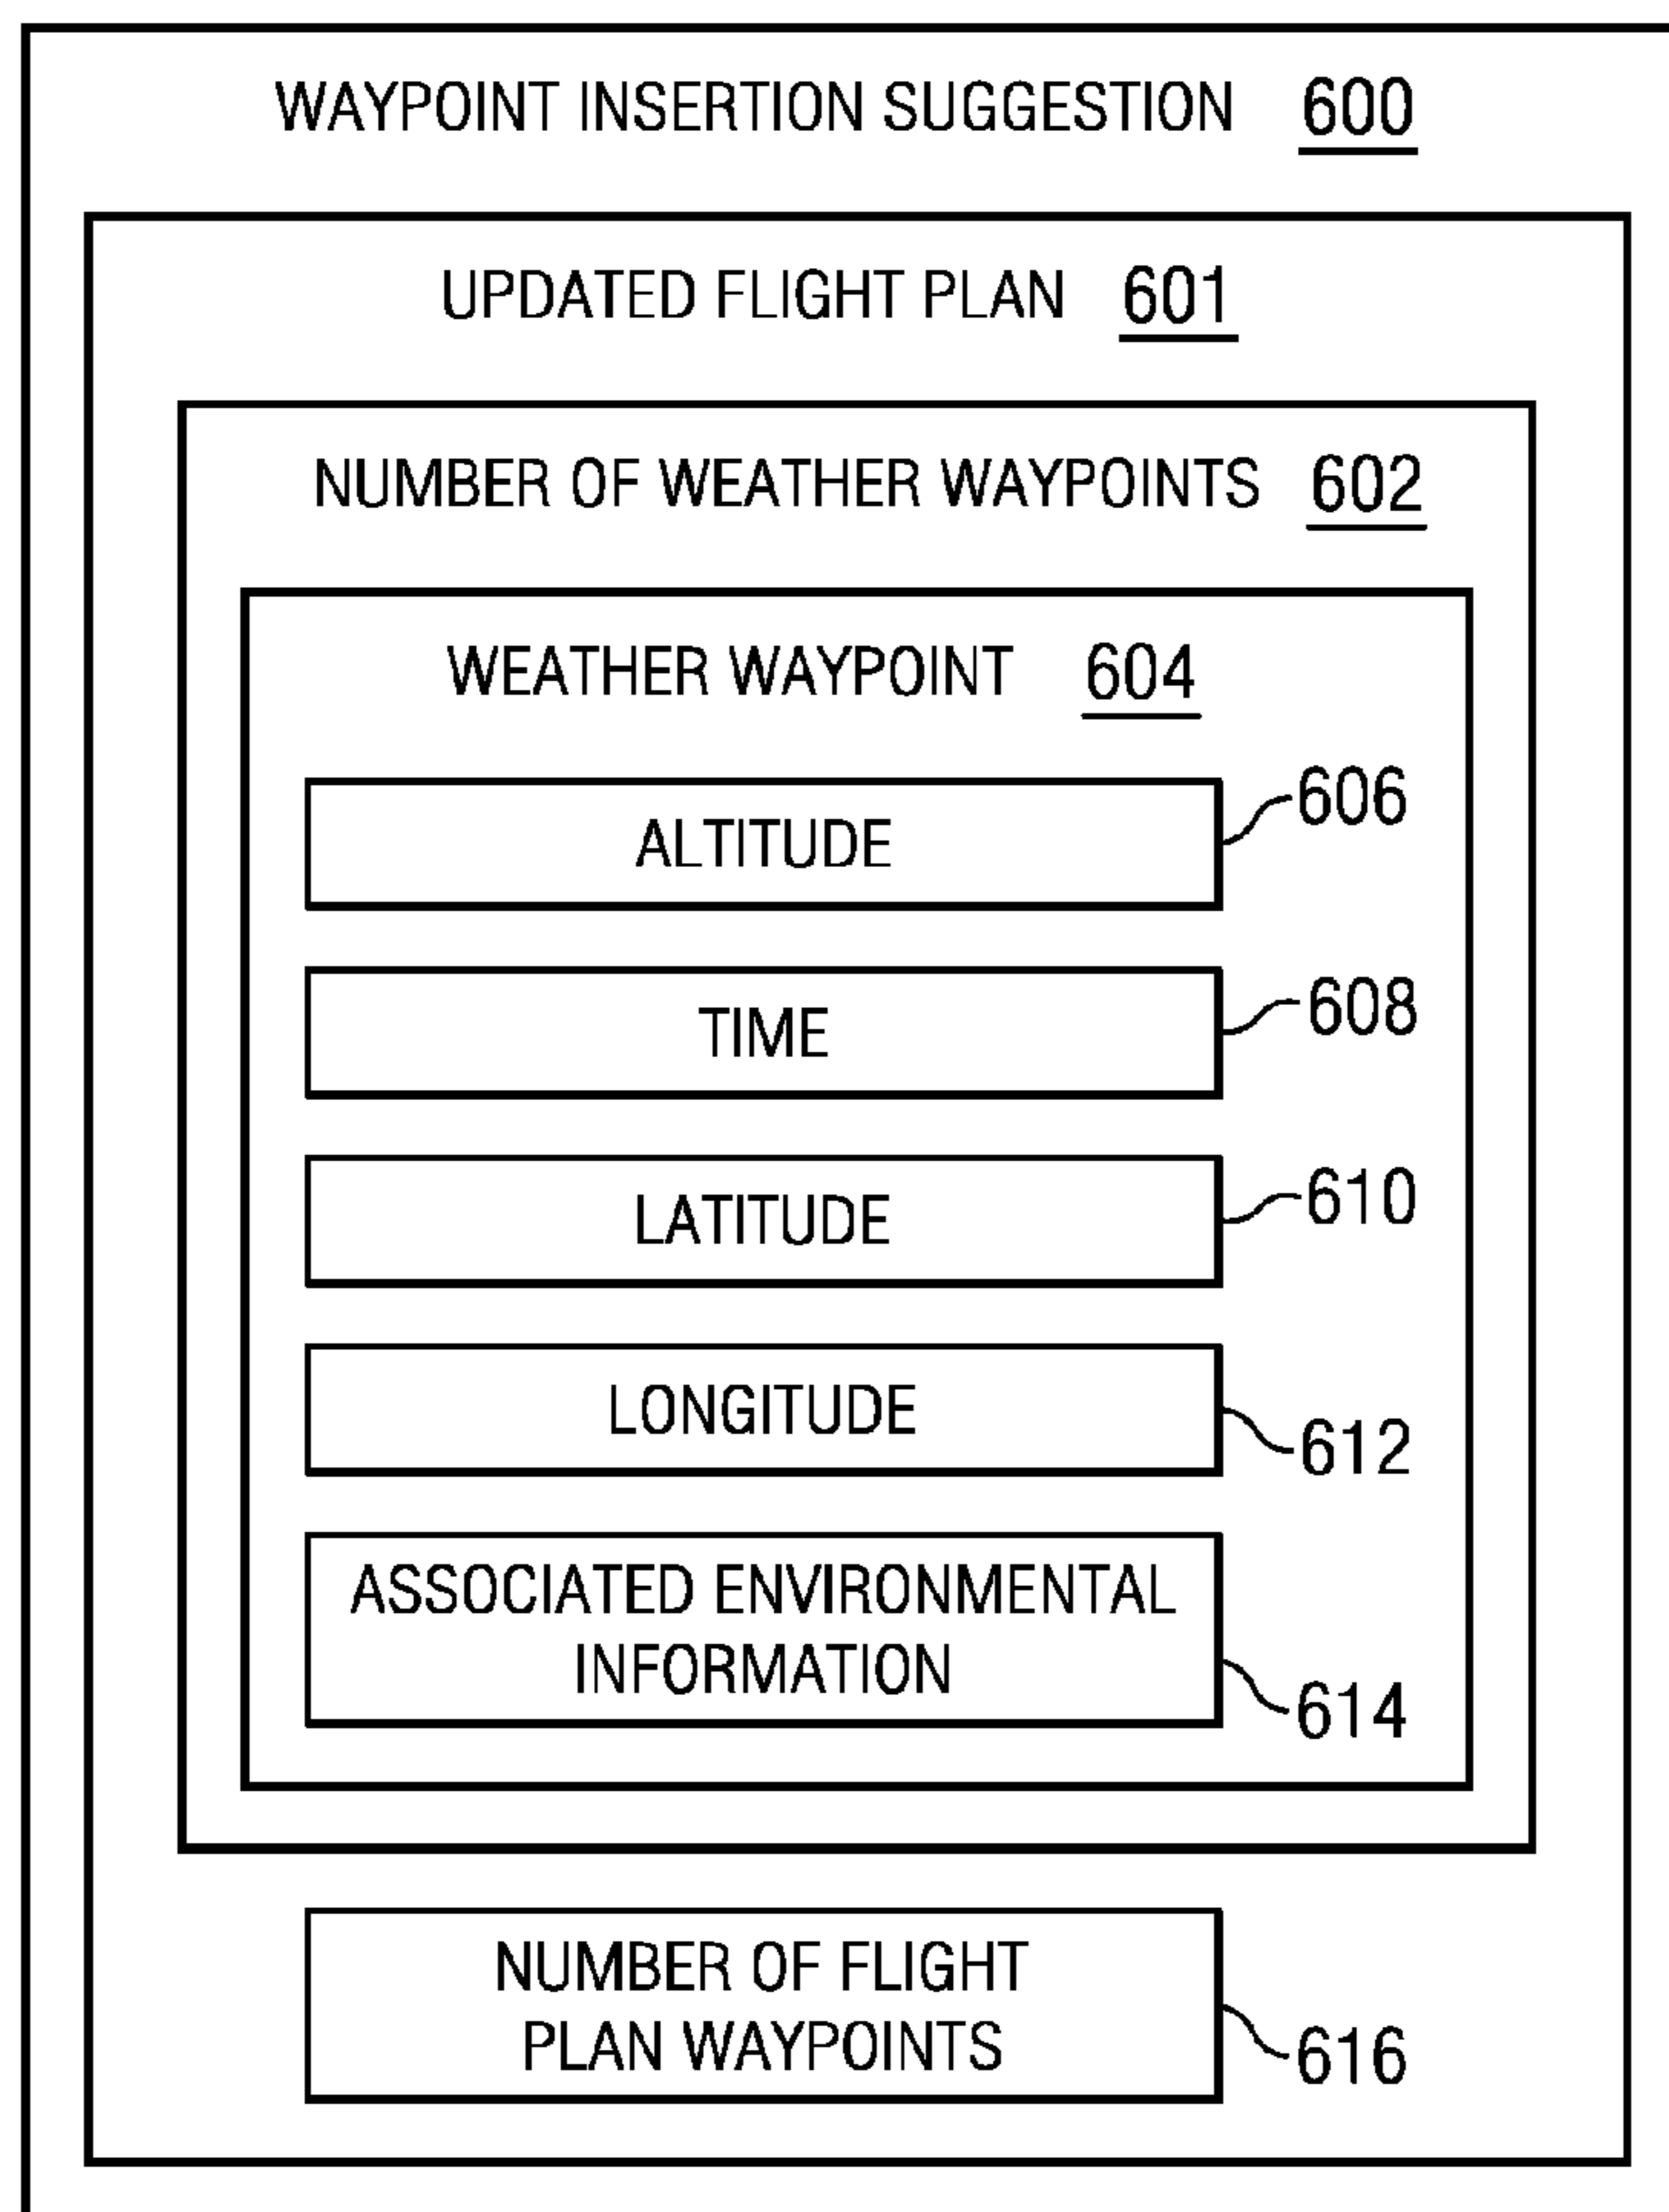 WAYPOINT INSERTION SUGGESTION 600
UPDATED FLIGHT PLAN 601
NUMBER OF WEATHER WAYPOINTS 602
WEATHER WAYPOINT 604
ALTITUDE 606
TIME 608
LATITUDE 610
LONGITUDE 612
ASSOCIATED ENVIRONMENTAL
INFORMATION 614
NUMBER OF FLIGHT
PLAN WAYPOINTS 616